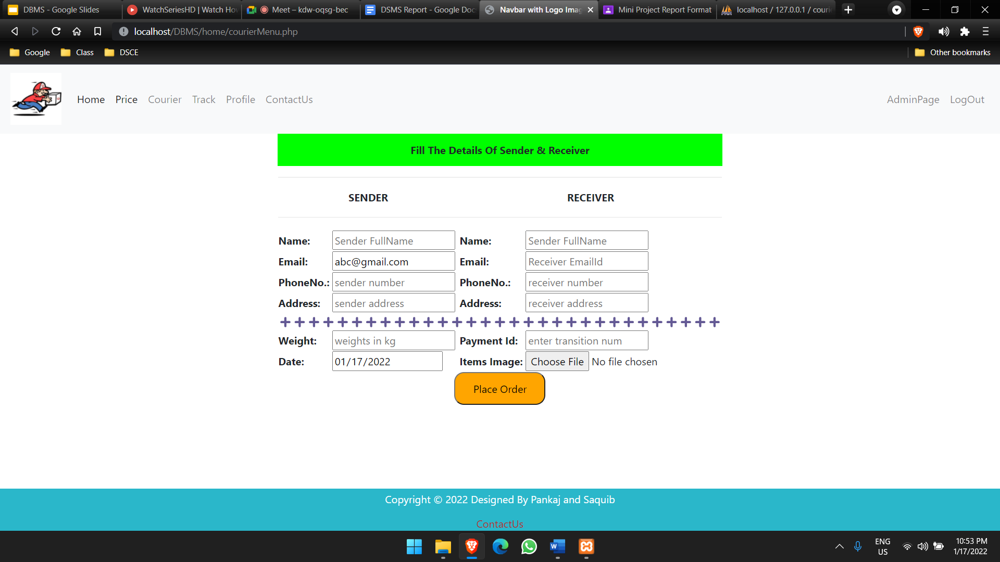 DBMS - Google Slides
WatchSeriesHD | Watch Ho
Meet – kdw-oqsg-bec
DSMS Report - Google Doc
Navbar with Logo Imag
Mini Project Report Format
localhost / 127.0.0.1 / couri
localhost/DBMS/home/courierMenu.php
Google
Class
DSCE
Other bookmarks
Home
Price
Courier
Track
Profile
ContactUs
AdminPage
LogOut
Fill The Details Of Sender & Receiver
SENDER
RECEIVER
Name: Sender FullName Name: Sender FullName
Email: abc@gmail.com Email: Receiver EmailId
PhoneNo.: sender number PhoneNo.: receiver number
Address: sender address Address: receiver address
Weight: weights in kg Payment Id: enter transition num
Date: 01/17/2022 Items Image: Choose File No file chosen
Place Order
Copyright © 2022 Designed By Pankaj and Saquib
ContactUs
ENG
US
10:53 PM
1/17/2022